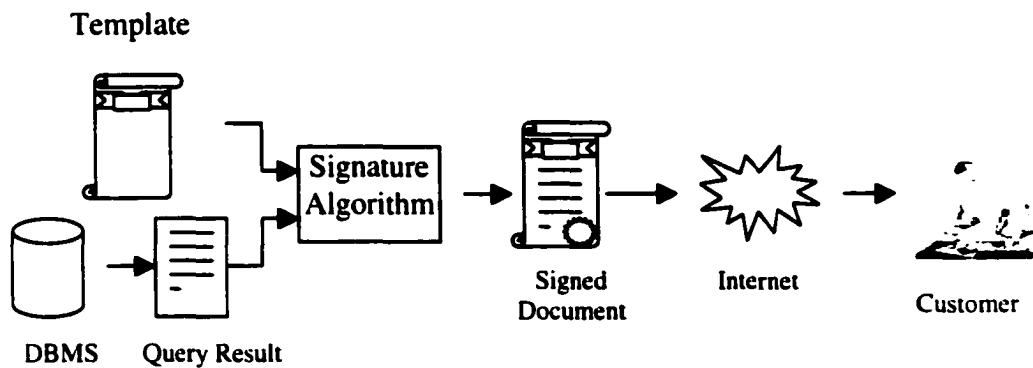 Template
Signature
Algorithm
Signed
Document
Internet
Customer
DBMS
Query Result